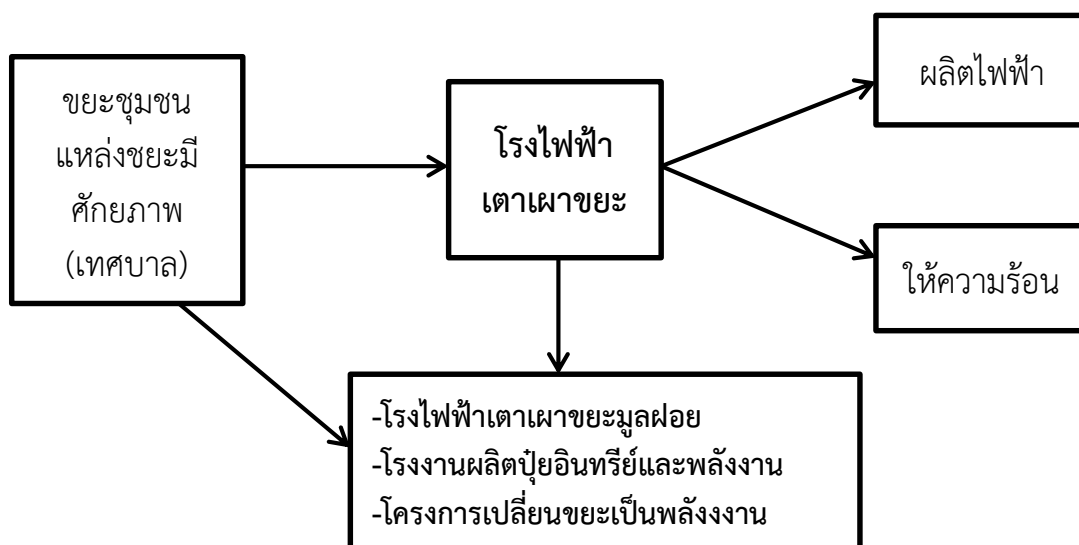 ขยะชุมชน
แหล่งชยะมี
ศักยภาพ
(เทศบาล)
โรงไฟฟ้า
เตาเผาขยะ
ผลิตไฟฟ้า
ให้ความร้อน
-โรงไฟฟ้าเตาเผาขยะมูลฝอย
-โรงงานผลิตปุ๋ยอินทรีย์และพลังงาน
-โครงการเปลี่ยนขยะเป็นพลังงงาน